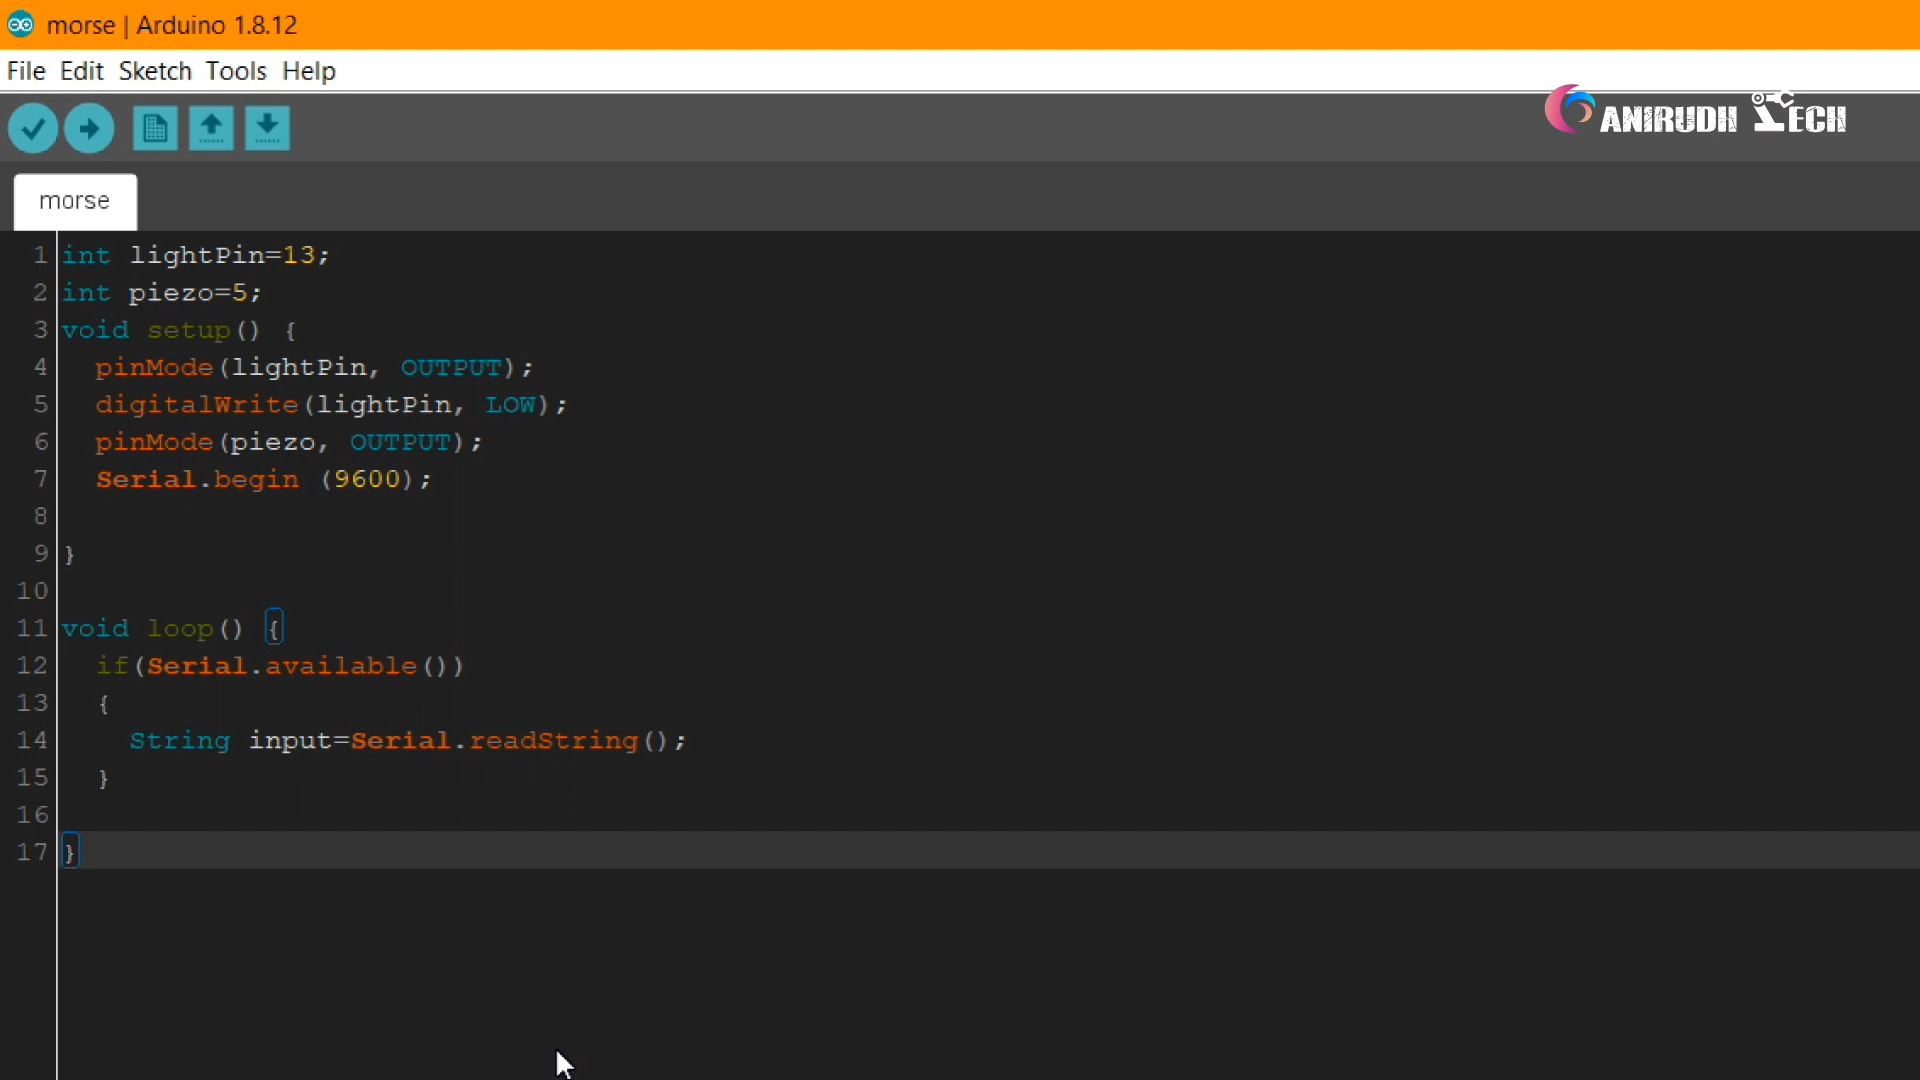 morse | Arduino 1.8.12
File Edit Sketch Tools Help
ANIRUDH TECH
morse
1 int lightPin=13;
2 int piezo=5;
3 void setup() {
4   pinMode(lightPin, OUTPUT);
5   digitalWrite(lightPin, LOW);
6   pinMode(piezo, OUTPUT);
7   Serial.begin (9600);
8
9 }
10
11 void loop() {
12   if(Serial.available())
13   {
14     String input=Serial.readString();
15   }
16
17 }